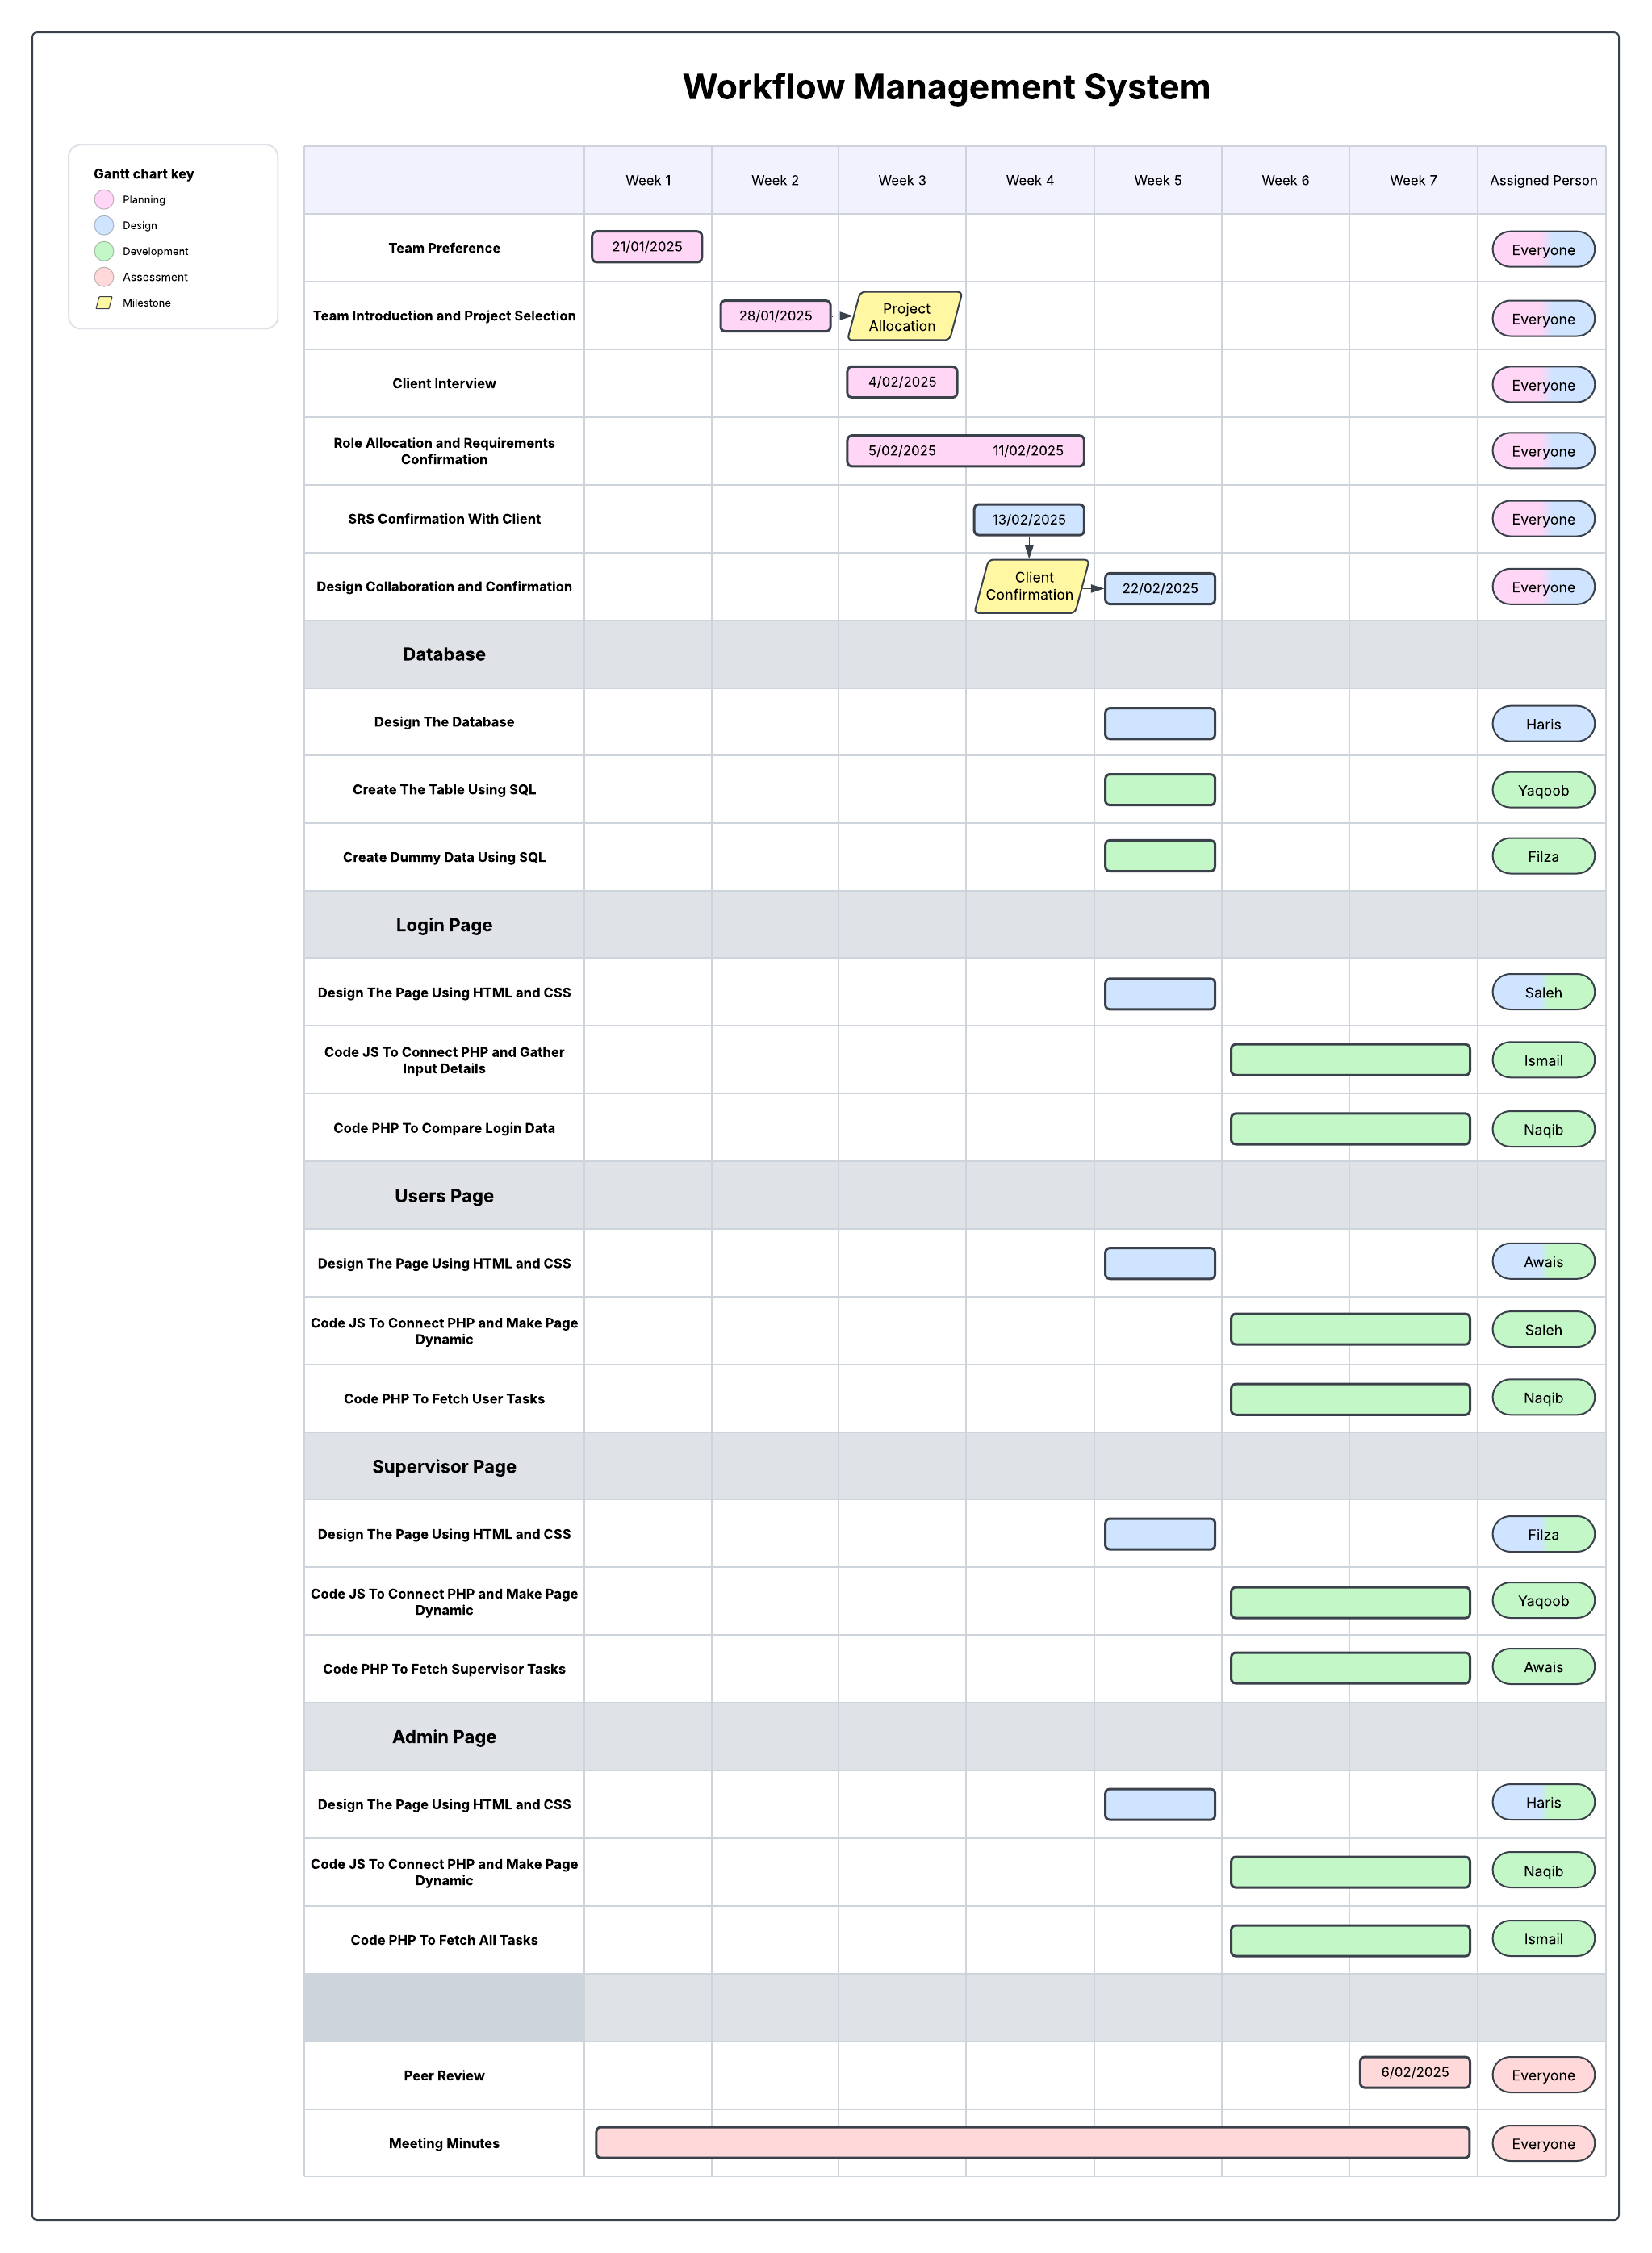 Workflow Management System
Gantt chart key
Planning
Design
Development
Assessment
Milestone
Week 1
Week 2
Week 3
Week 4
Week 5
Week 6
Week 7
Assigned Person
Team Preference
21/01/2025
Everyone
Team Introduction and Project Selection
28/01/2025
Project
Allocation
Everyone
Client Interview
4/02/2025
Everyone
Role Allocation and Requirements
Confirmation
5/02/2025
11/02/2025
Everyone
SRS Confirmation With Client
13/02/2025
Everyone
Design Collaboration and Confirmation
Client
Confirmation
22/02/2025
Everyone
Database
Design The Database
Haris
Create The Table Using SQL
Yaqoob
Create Dummy Data Using SQL
Filza
Login Page
Design The Page Using HTML and CSS
Saleh
Code JS To Connect PHP and Gather
Input Details
Ismail
Code PHP To Compare Login Data
Naqib
Users Page
Design The Page Using HTML and CSS
Awais
Code JS To Connect PHP and Make Page
Dynamic
Saleh
Code PHP To Fetch User Tasks
Naqib
Supervisor Page
Design The Page Using HTML and CSS
Filza
Code JS To Connect PHP and Make Page
Dynamic
Yaqoob
Code PHP To Fetch Supervisor Tasks
Awais
Admin Page
Design The Page Using HTML and CSS
Haris
Code JS To Connect PHP and Make Page
Dynamic
Naqib
Code PHP To Fetch All Tasks
Ismail
Peer Review
6/02/2025
Everyone
Meeting Minutes
Everyone